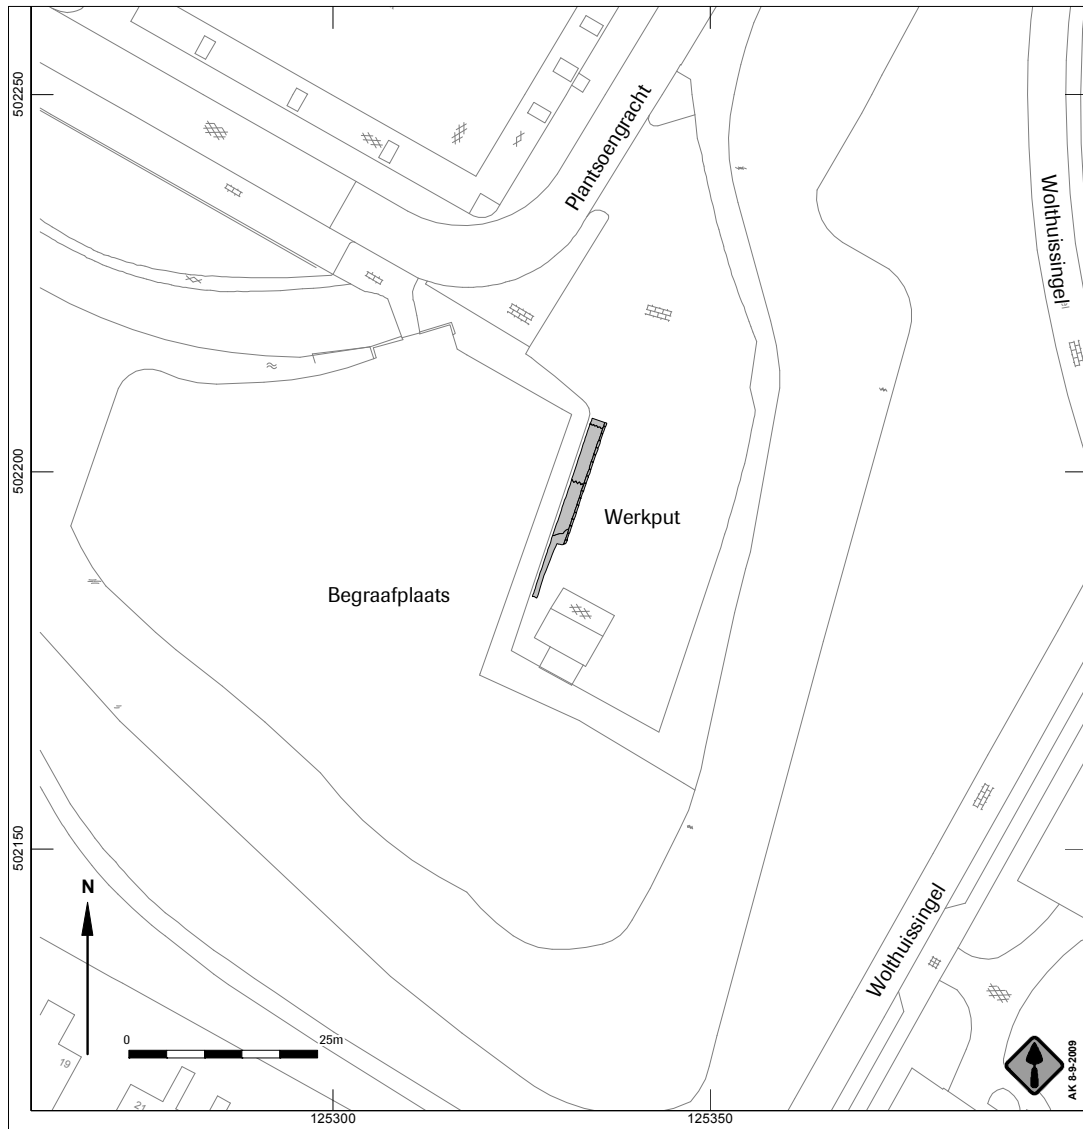 502250
Plantsoengracht
Wolthuissingel
502200
Werkput
Begraafplaats
502150
N
Wolthuissingel
0
25m
19
21
AK 8-9-2009
125300
125350